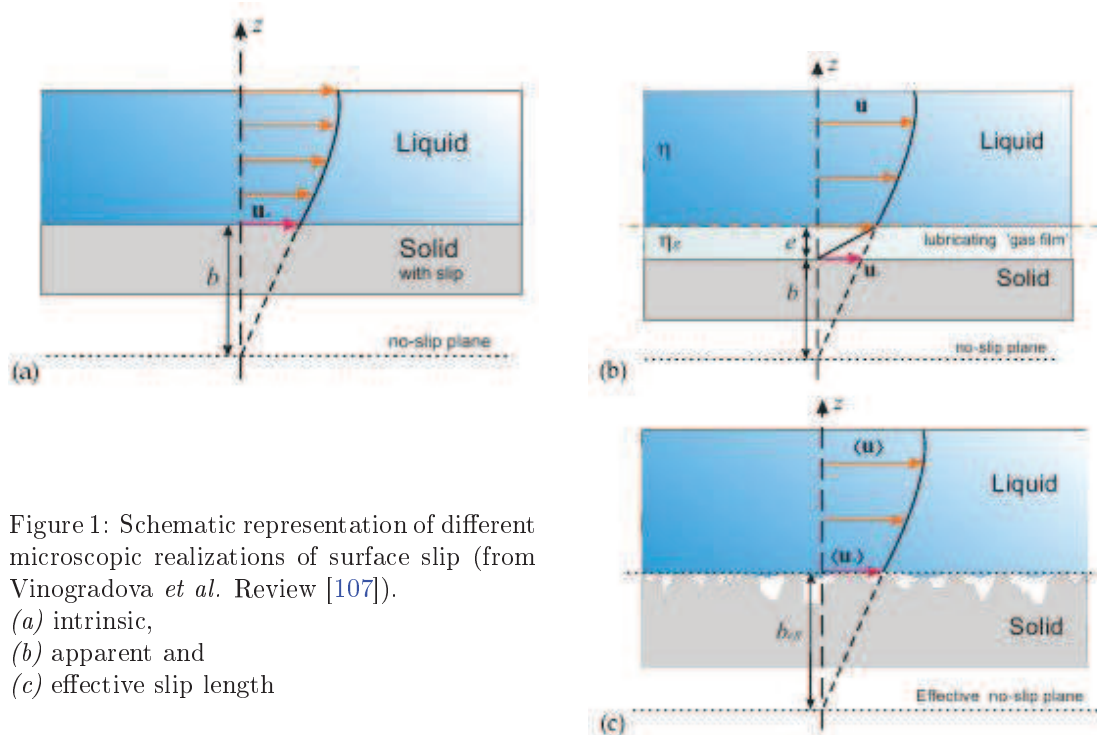 z
Liquid
Solid
with slip
b
no-slip plane
(a)
z
u
η
Liquid
e
lubricating 'gas film'
b
Solid
no-slip plane
(b)
z
⟨u⟩
Liquid
Solid
Effective no-slip plane
(c)
Figure 1: Schematic representation of different
microscopic realizations of surface slip (from
Vinogradova et al. Review [107]).
(a) intrinsic,
(b) apparent and
(c) effective slip length